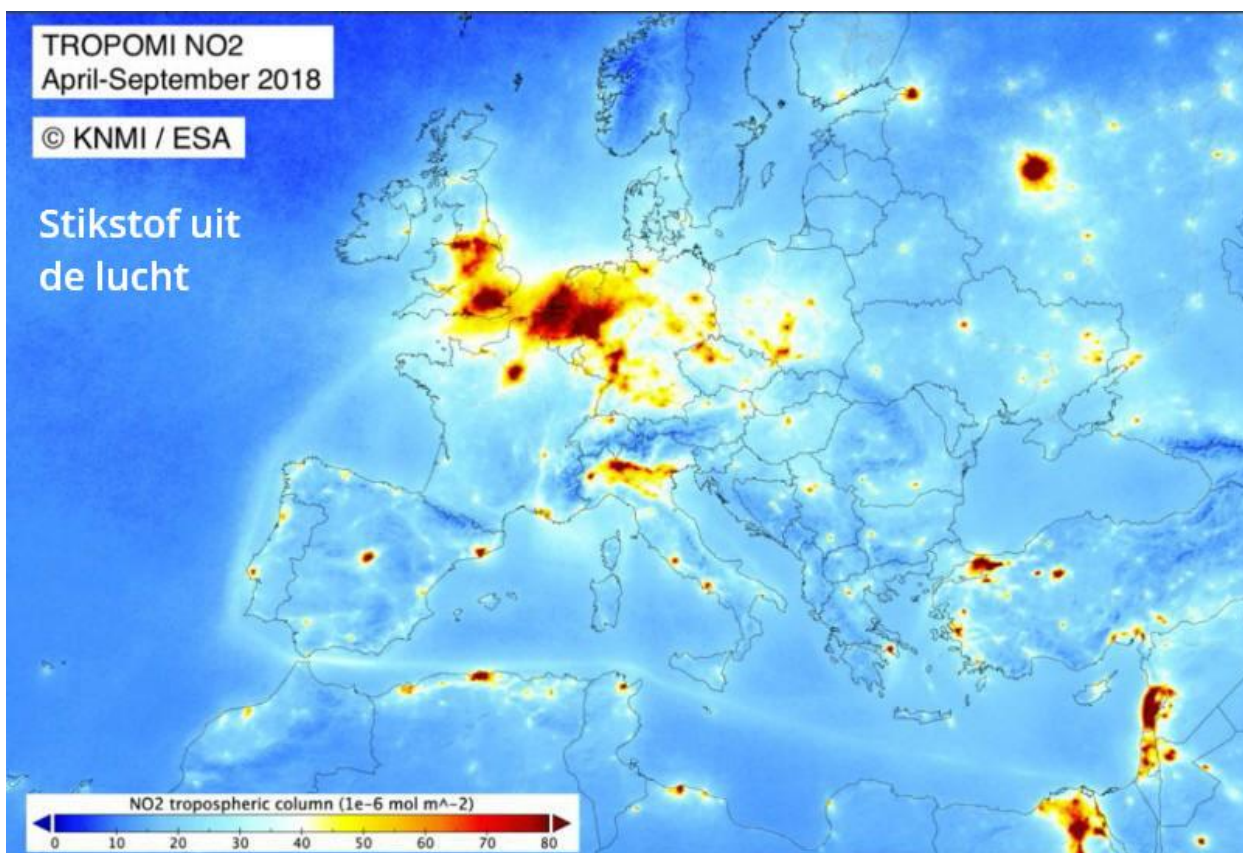 TROPOMI NO2
April-September 2018
© KNMI / ESA
Stikstof uit
de lucht
NO2 tropospheric column (1e-6 mol m^-2)
0 10 20 30 40 50 60 70 80